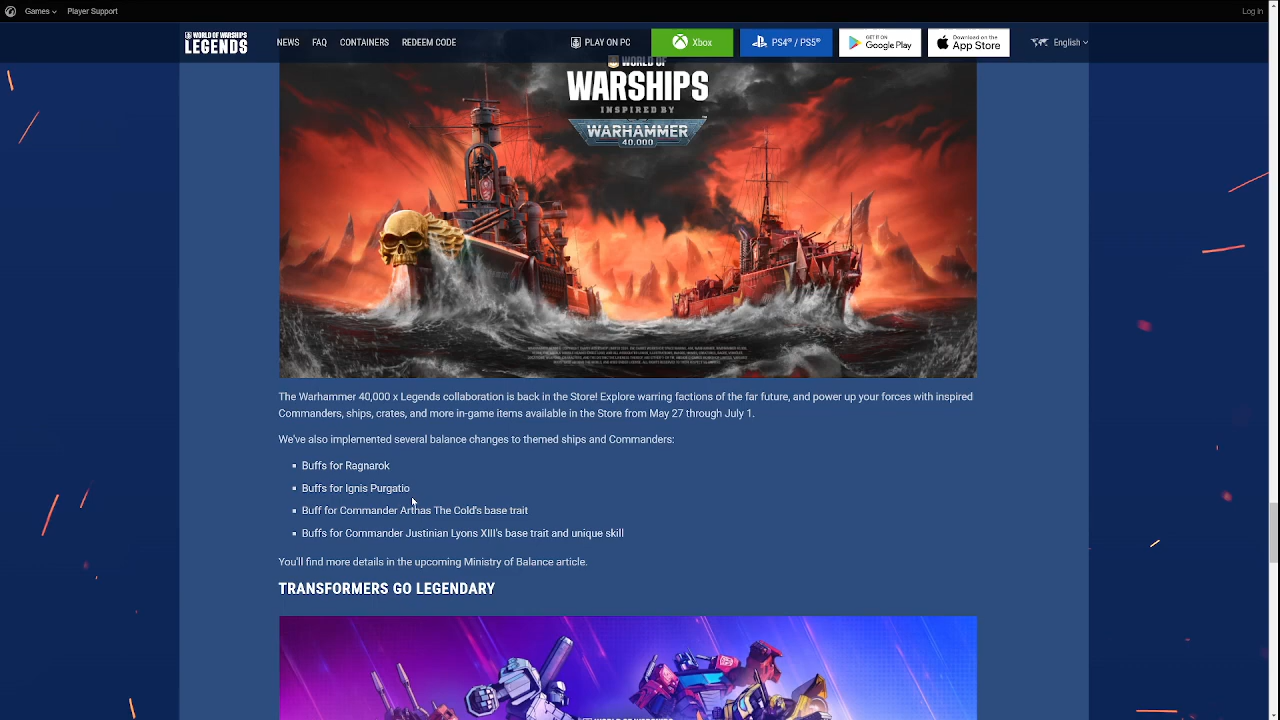 Games
Player Support
Log In
WORLD OF WARSHIPS
LEGENDS
NEWS
FAQ
CONTAINERS
REDEEM CODE
PLAY ON PC
Xbox
PS4® / PS5®
GET IT ON
Google Play
Download on the
App Store
English
WORLD OF
WARSHIPS
INSPIRED BY
WARHAMMER
40,000
The Warhammer 40,000 x Legends collaboration is back in the Store! Explore warring factions of the far future, and power up your forces with inspired
Commanders, ships, crates, and more in-game items available in the Store from May 27 through July 1.
We've also implemented several balance changes to themed ships and Commanders:
Buffs for Ragnarok
Buffs for Ignis Purgatio
Buff for Commander Arthas The Cold's base trait
Buffs for Commander Justinian Lyons XIII's base trait and unique skill
You'll find more details in the upcoming Ministry of Balance article.
TRANSFORMERS GO LEGENDARY